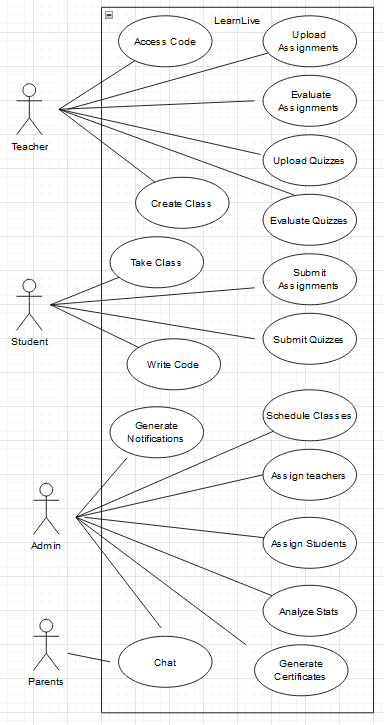 LearnLive
Access Code
Upload
Assignments
Evaluate
Assignments
Teacher
Upload Quizzes
Create Class
Evaluate Quizzes
Take Class
Submit
Assignments
Student
Submit Quizzes
Write Code
Schedule Classes
Generate
Notifications
Assign teachers
Admin
Assign Students
Analyze Stats
Parents
Chat
Generate
Certificates